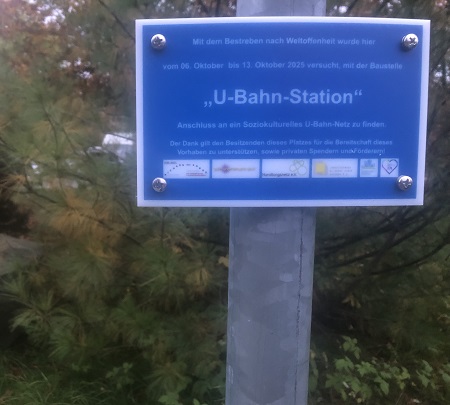 Mit dem Bestreben nach Weltoffenheit wurde hier
vom 06. Oktober bis 13. Oktober 2025 versucht, mit der Baustelle
„U-Bahn-Station“
Anschluss an ein Soziokulturelles U-Bahn-Netz zu finden
Der Dank gilt den Besitzenden dieses Platzes für die Bereitschaft dieses
Vorhaben zu unterstützen, sowie privaten Spendern und Förderern!